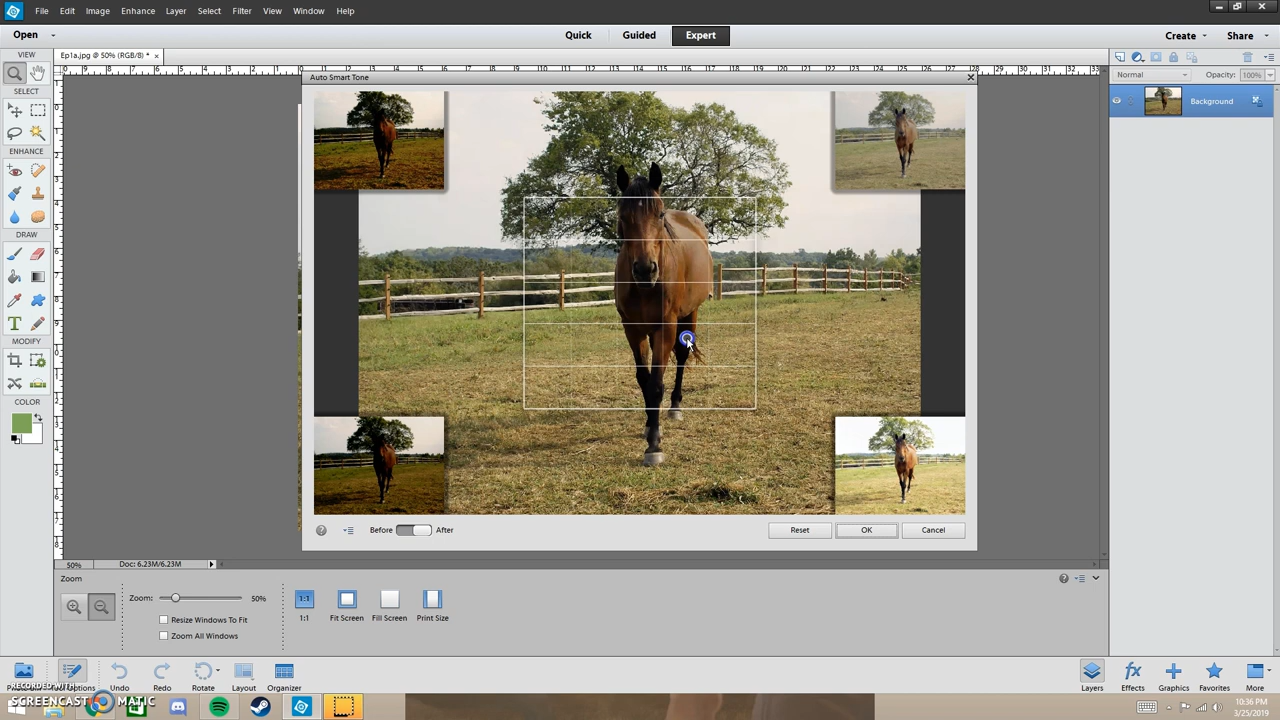 File Edit Image Enhance Layer Select Filter View Window Help
Open Quick Guided Expert Create Share
VIEW
Ep1a.jpg @ 50% (RGB/8) *
Auto Smart Tone
Normal Opacity: 100%
SELECT
Background
ENHANCE
DRAW
MODIFY
COLOR
Before After Reset OK Cancel
50% Doc: 6.23M/6.23M
Zoom
Zoom: 50%
1:1 Fit Screen Fill Screen Print Size
Resize Windows To Fit
Zoom All Windows
Undo Redo Rotate Layout Organizer Layers Effects Graphics Favorites More
RECORDED WITH
SCREENCAST MATIC
10:36 PM
3/25/2019